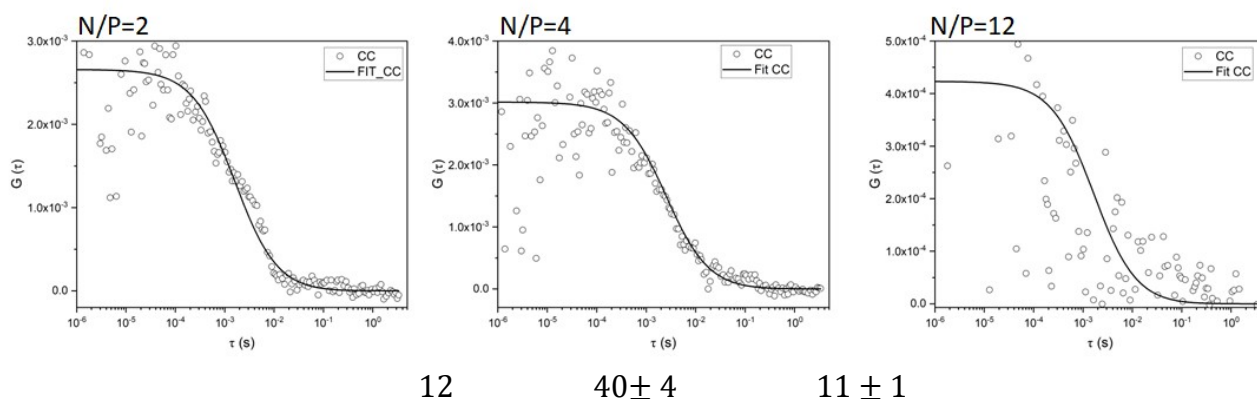 N/P=2 N/P=4 N/P=12
3.0x10⁻³
2.0x10⁻³
1.0x10⁻³
0.0
G (τ)
CC
FIT_CC
10⁻⁶ 10⁻⁵ 10⁻⁴ 10⁻³ 10⁻² 10⁻¹ 10⁰
τ (s)
4.0x10⁻³
3.0x10⁻³
2.0x10⁻³
1.0x10⁻³
0.0
G (τ)
CC
Fit CC
10⁻⁶ 10⁻⁵ 10⁻⁴ 10⁻³ 10⁻² 10⁻¹ 10⁰
τ (s)
5.0x10⁻⁴
4.0x10⁻⁴
3.0x10⁻⁴
2.0x10⁻⁴
1.0x10⁻⁴
0.0
G (τ)
CC
Fit CC
10⁻⁶ 10⁻⁵ 10⁻⁴ 10⁻³ 10⁻² 10⁻¹ 10⁰
τ (s)
12 40± 4 11 ± 1